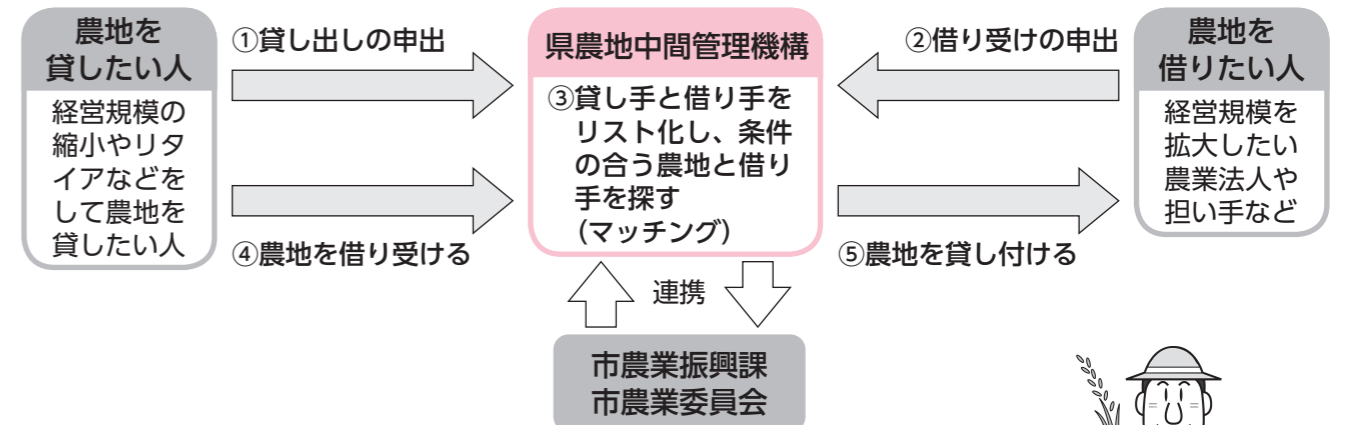 農地を
貸したい人
経営規模の
縮小やリタ
イアなどを
して農地を
貸したい人
①貸し出しの申出
④農地を借り受ける
県農地中間管理機構
③貸し手と借り手を
リスト化し、条件
の合う農地と借り
手を探す
（マッチング）
②借り受けの申出
⑤農地を貸し付ける
農地を
借りたい人
経営規模を
拡大したい
農業法人や
担い手など
連携
市農業振興課
市農業委員会